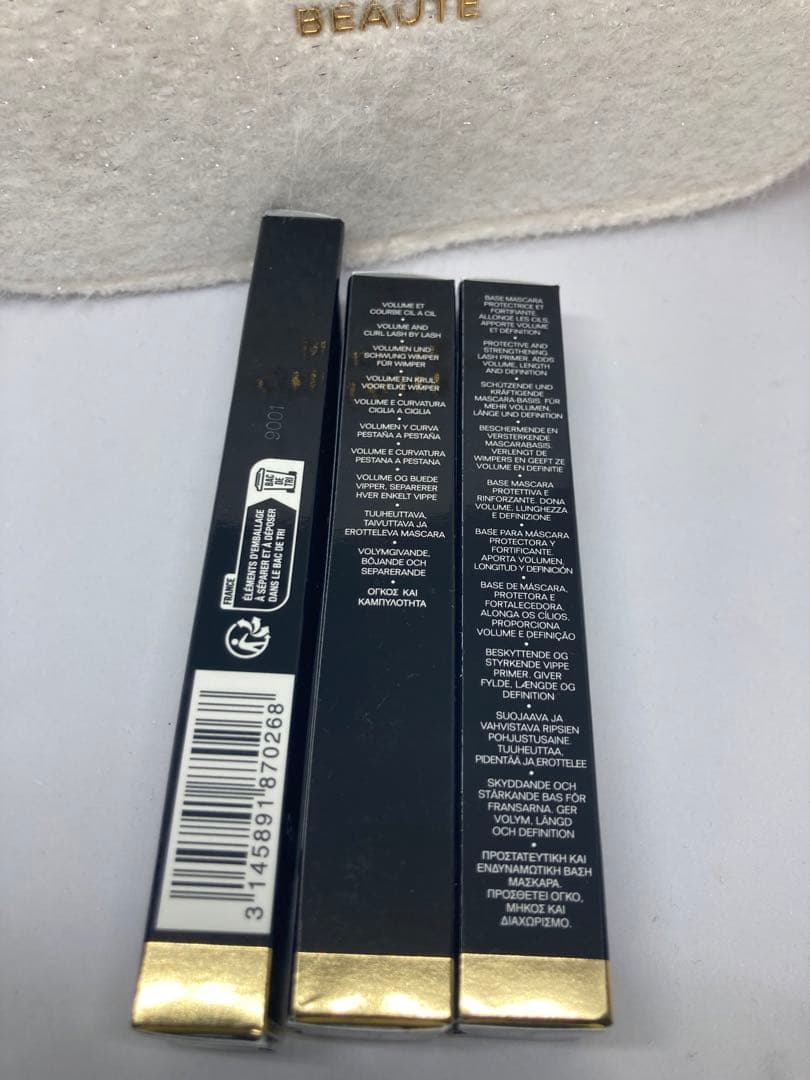 BEAUTÉ
9001
BAC
DE
TRI
FRANCE
ÉLÉMENTS D'EMBALLAGE
À SÉPARER ET À DÉPOSER
DANS LE BAC DE TRI
3 145891 870268
VOLUME ET
COURBE CIL A CIL
•
VOLUME AND
CURL LASH BY LASH
•
VOLUMEN UND
SCHWUNG WIMPER
FÜR WIMPER
•
VOLUME EN KRUL
VOOR ELKE WIMPER
•
VOLUME E CURVATURA
CIGLIA A CIGLIA
•
VOLUMEN Y CURVA
PESTAÑA A PESTAÑA
•
VOLUME E CURVATURA
PESTANA A PESTANA
•
VOLUME OG BUEDE
VIPPER, SEPARERER
HVER ENKELT VIPPE
•
TUUHEUTTAVA,
TAIVUTTAVA JA
EROTTELEVA MASCARA
•
VOLYMGIVANDE,
BÖJANDE OCH
SEPARERANDE
•
ΟΓΚΟΣ ΚΑΙ
ΚΑΜΠΥΛΟΤΗΤΑ
BASE MASCARA
PROTECTRICE ET
FORTIFIANTE.
ALLONGE LES CILS,
APPORTE VOLUME
ET DÉFINITION
•
PROTECTIVE AND
STRENGTHENING
LASH PRIMER. ADDS
VOLUME, LENGTH
AND DEFINITION
•
SCHÜTZENDE UND
KRÄFTIGENDE
MASCARA-BASIS. FÜR
MEHR VOLUMEN,
LÄNGE UND DEFINITION
•
BESCHERMENDE EN
VERSTERKENDE
MASCARABASIS.
VERLENGT DE
WIMPERS EN GEEFT ZE
VOLUME EN DEFINITIE
•
BASE MASCARA
PROTETTIVA E
RINFORZANTE. DONA
VOLUME, LUNGHEZZA
E DEFINIZIONE
•
BASE PARA MÁSCARA
PROTECTORA Y
FORTIFICANTE.
APORTA VOLUMEN,
LONGITUD Y DEFINICIÓN
•
BASE DE MÁSCARA,
PROTETORA E
FORTALECEDORA.
ALONGA OS CÍLIOS,
PROPORCIONA
VOLUME E DEFINIÇÃO
•
BESKYTTENDE OG
STYRKENDE VIPPE
PRIMER. GIVER
FYLDE, LÆNGDE OG
DEFINITION
•
SUOJAAVA JA
VAHVISTAVA RIPSIEN
POHJUSTUSAINE.
TUUHEUTTAA,
PIDENTÄÄ JA EROTTELEE
•
SKYDDANDE OCH
STÄRKANDE BAS FÖR
FRANSARNA. GER
VOLYM, LÄNGD
OCH DEFINITION
•
ΠΡΟΣΤΑΤΕΥΤΙΚΗ ΚΑΙ
ΕΝΔΥΝΑΜΩΤΙΚΗ ΒΑΣΗ
ΜΑΣΚΑΡΑ.
ΠΡΟΣΘΕΤΕΙ ΟΓΚΟ,
ΜΗΚΟΣ ΚΑΙ
ΔΙΑΧΩΡΙΣΜΟ.